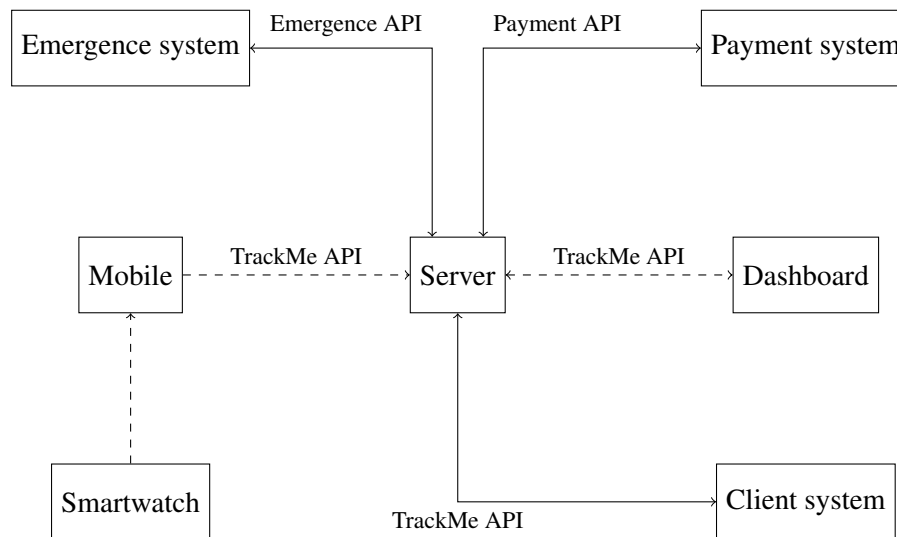 Emergence API
Payment API
Emergence system
Payment system
TrackMe API
TrackMe API
Mobile
Server
Dashboard
Smartwatch
Client system
TrackMe API